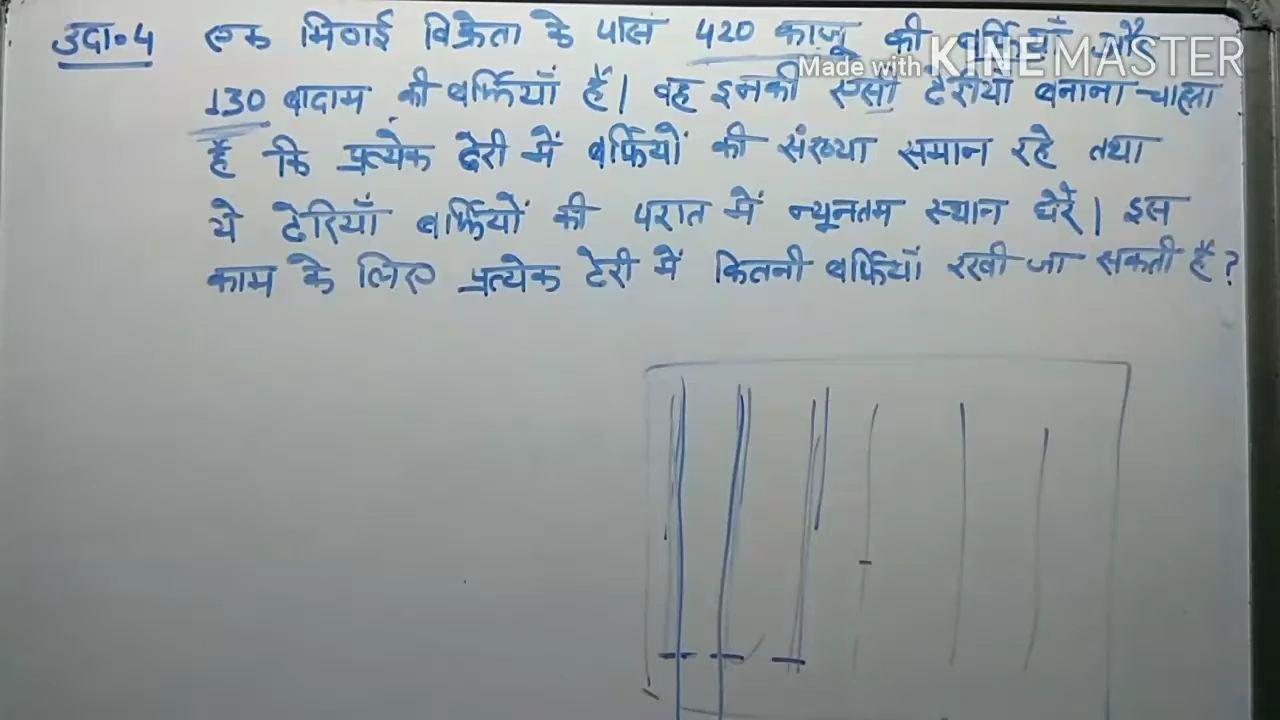 उदा०4 एक मिठाई विक्रेता के पास 420 काजू की बर्फियाँ और
Made with KINEMASTER
130 बादाम की बर्फियाँ हैं। वह इनकी ऐसी ढेरीयाँ बनाना चाहता
है कि प्रत्येक ढेरी में बर्फियों की संख्या समान रहे तथा
ये ढेरियाँ बर्फियों की परात में न्यूनतम स्थान घेरें। इस
काम के लिए प्रत्येक ढेरी में कितनी बर्फियाँ रखी जा सकती हैं?